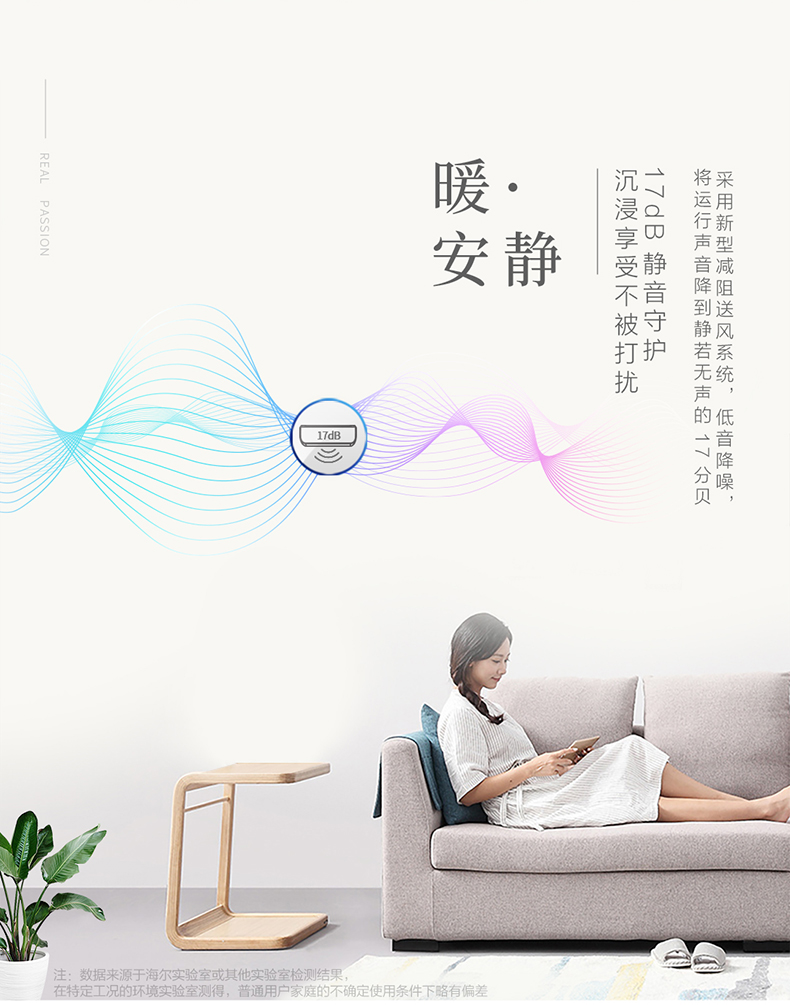 REAL PASSION
暖·
安静
17dB 静音守护
沉浸享受不被打扰
采用新型减阻送风系统，低音降噪，
将运行声音降到静若无声的 17 分贝
17dB
注：数据来源于海尔实验室或其他实验室检测结果，
在特定工况的环境实验室测得，普通用户家庭的不确定使用条件下略有偏差